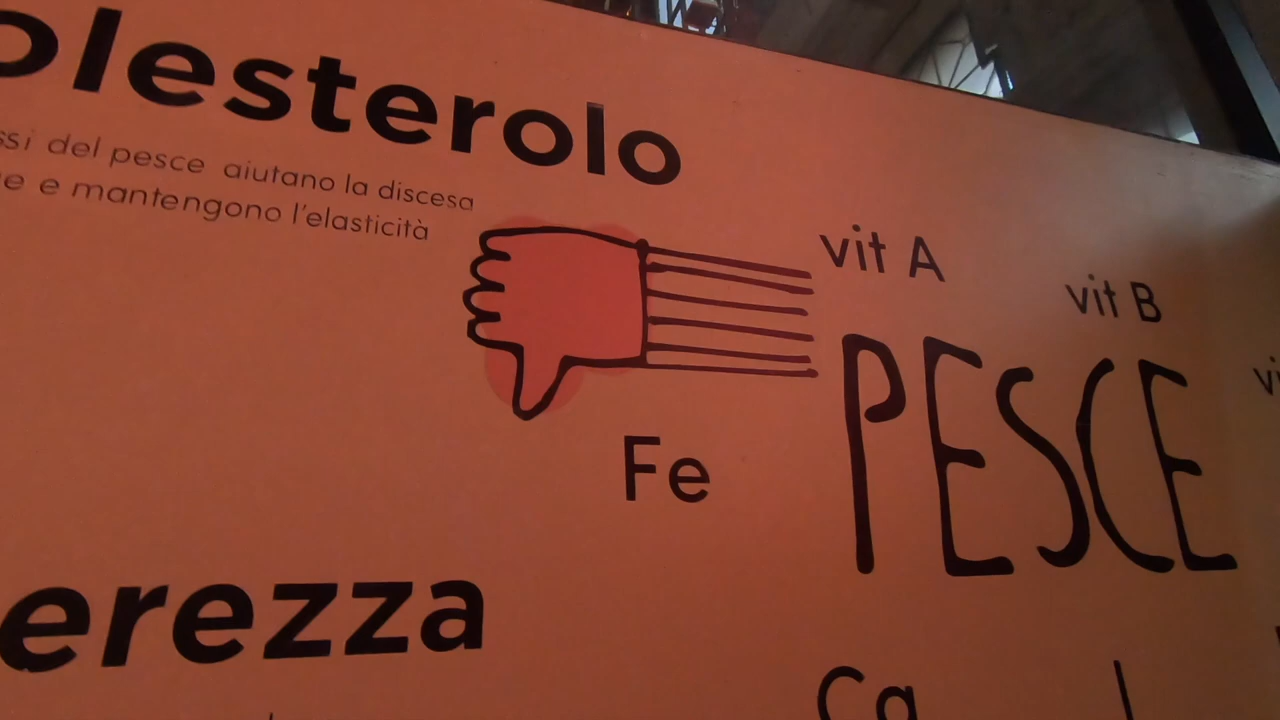 olesterolo
ssi del pesce aiutano la discesa
e e mantengono l'elasticità
vit A
vit B
PESCE
Fe
erezza
Ca